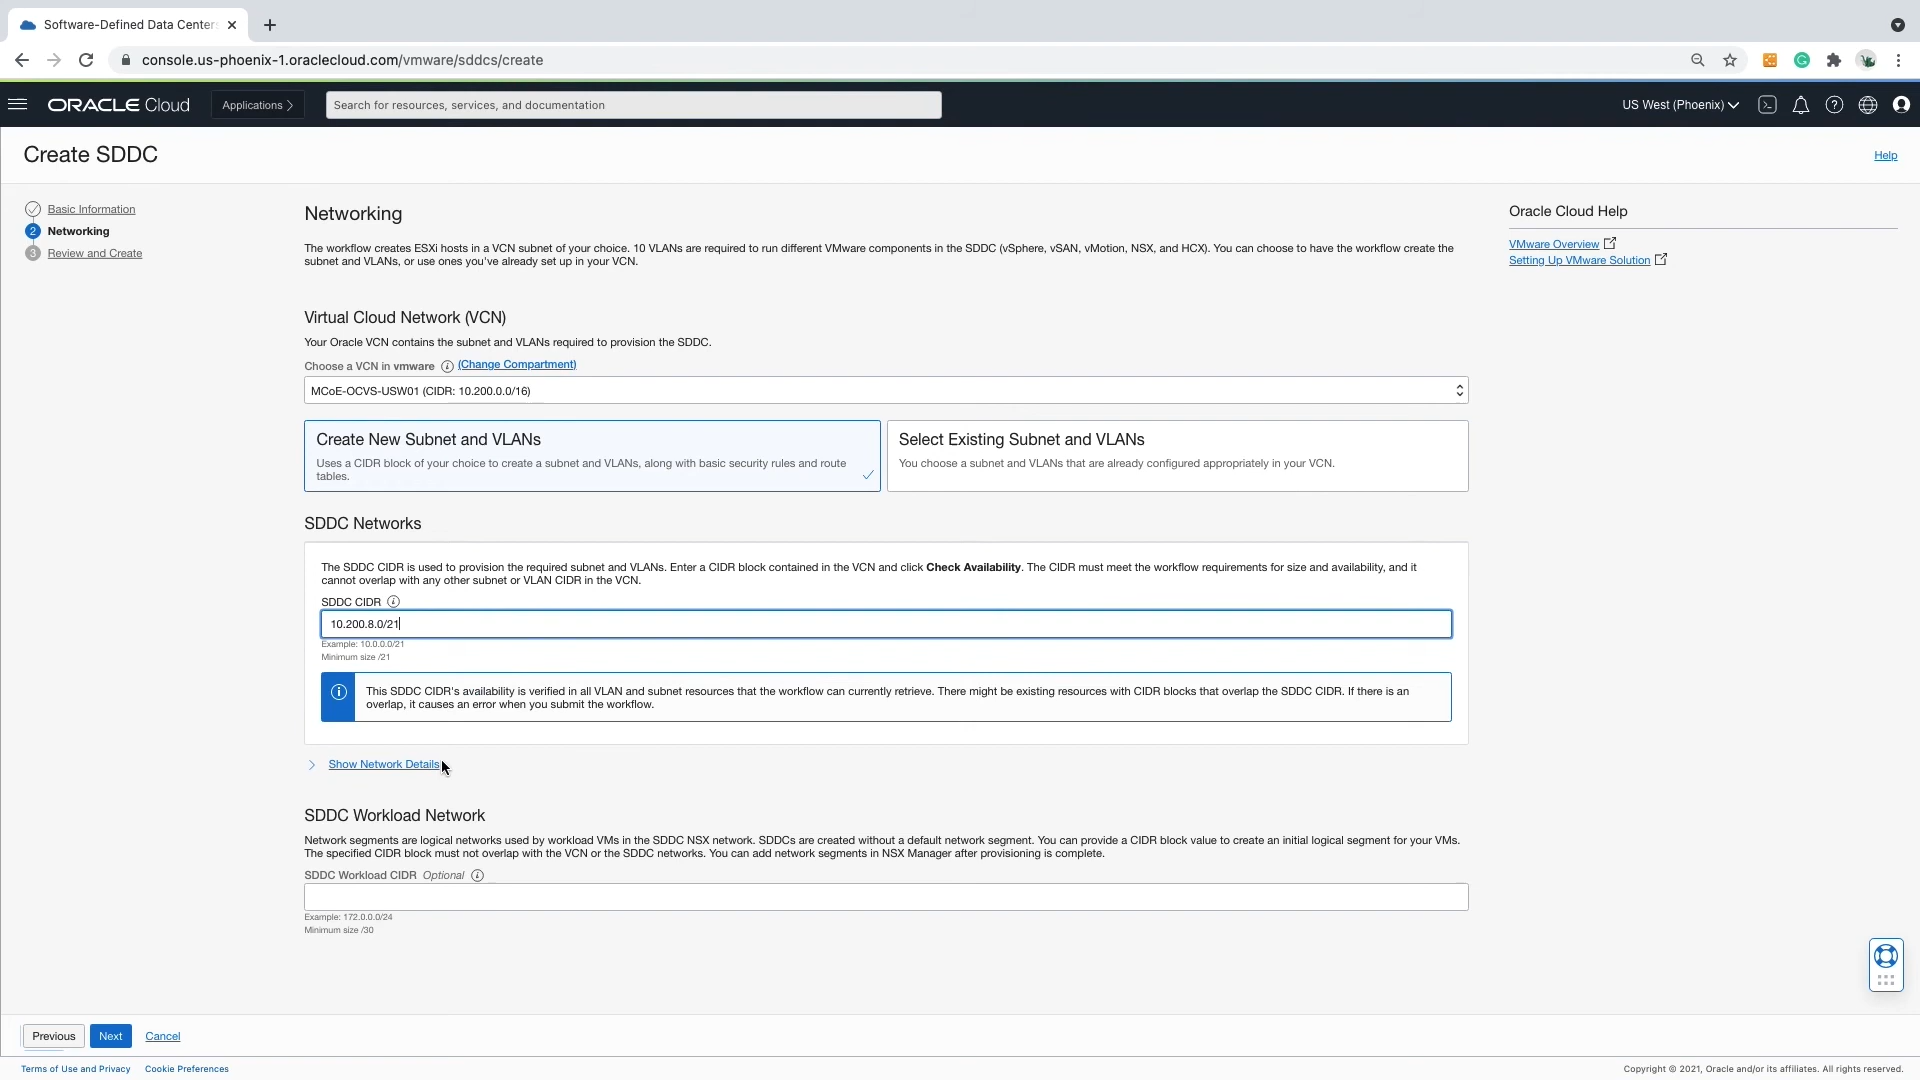 Software-Defined Data Center
console.us-phoenix-1.oraclecloud.com/vmware/sddcs/create
ORACLE Cloud
Applications
Search for resources, services, and documentation
US West (Phoenix)
Create SDDC
Help
Basic Information
2 Networking
3 Review and Create
Networking
The workflow creates ESXi hosts in a VCN subnet of your choice. 10 VLANs are required to run different VMware components in the SDDC (vSphere, vSAN, vMotion, NSX, and HCX). You can choose to have the workflow create the
subnet and VLANs, or use ones you've already set up in your VCN.
Virtual Cloud Network (VCN)
Your Oracle VCN contains the subnet and VLANs required to provision the SDDC.
Choose a VCN in vmware (Change Compartment)
MCoE-OCVS-USW01 (CIDR: 10.200.0.0/16)
Create New Subnet and VLANs
Uses a CIDR block of your choice to create a subnet and VLANs, along with basic security rules and route
tables.
Select Existing Subnet and VLANs
You choose a subnet and VLANs that are already configured appropriately in your VCN.
SDDC Networks
The SDDC CIDR is used to provision the required subnet and VLANs. Enter a CIDR block contained in the VCN and click Check Availability. The CIDR must meet the workflow requirements for size and availability, and it
cannot overlap with any other subnet or VLAN CIDR in the VCN.
SDDC CIDR
10.200.8.0/21
Example: 10.0.0.0/21
Minimum size /21
This SDDC CIDR's availability is verified in all VLAN and subnet resources that the workflow can currently retrieve. There might be existing resources with CIDR blocks that overlap the SDDC CIDR. If there is an
overlap, it causes an error when you submit the workflow.
Show Network Details
SDDC Workload Network
Network segments are logical networks used by workload VMs in the SDDC NSX network. SDDCs are created without a default network segment. You can provide a CIDR block value to create an initial logical segment for your VMs.
The specified CIDR block must not overlap with the VCN or the SDDC networks. You can add network segments in NSX Manager after provisioning is complete.
SDDC Workload CIDR Optional
Example: 172.0.0.0/24
Minimum size /30
Oracle Cloud Help
VMware Overview
Setting Up VMware Solution
Previous
Next
Cancel
Terms of Use and Privacy
Cookie Preferences
Copyright © 2021, Oracle and/or its affiliates. All rights reserved.